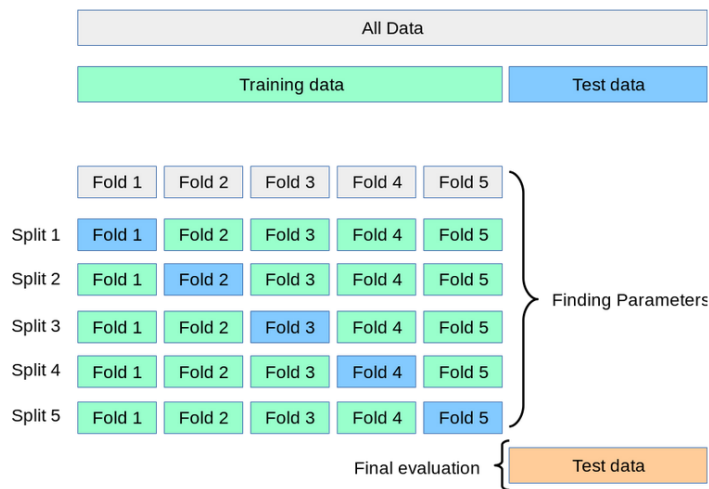 All Data
Training data Test data
Fold 1 Fold 2 Fold 3 Fold 4 Fold 5
Split 1 Fold 1 Fold 2 Fold 3 Fold 4 Fold 5
Split 2 Fold 1 Fold 2 Fold 3 Fold 4 Fold 5
Finding Parameters
Split 3 Fold 1 Fold 2 Fold 3 Fold 4 Fold 5
Split 4 Fold 1 Fold 2 Fold 3 Fold 4 Fold 5
Split 5 Fold 1 Fold 2 Fold 3 Fold 4 Fold 5
Final evaluation Test data